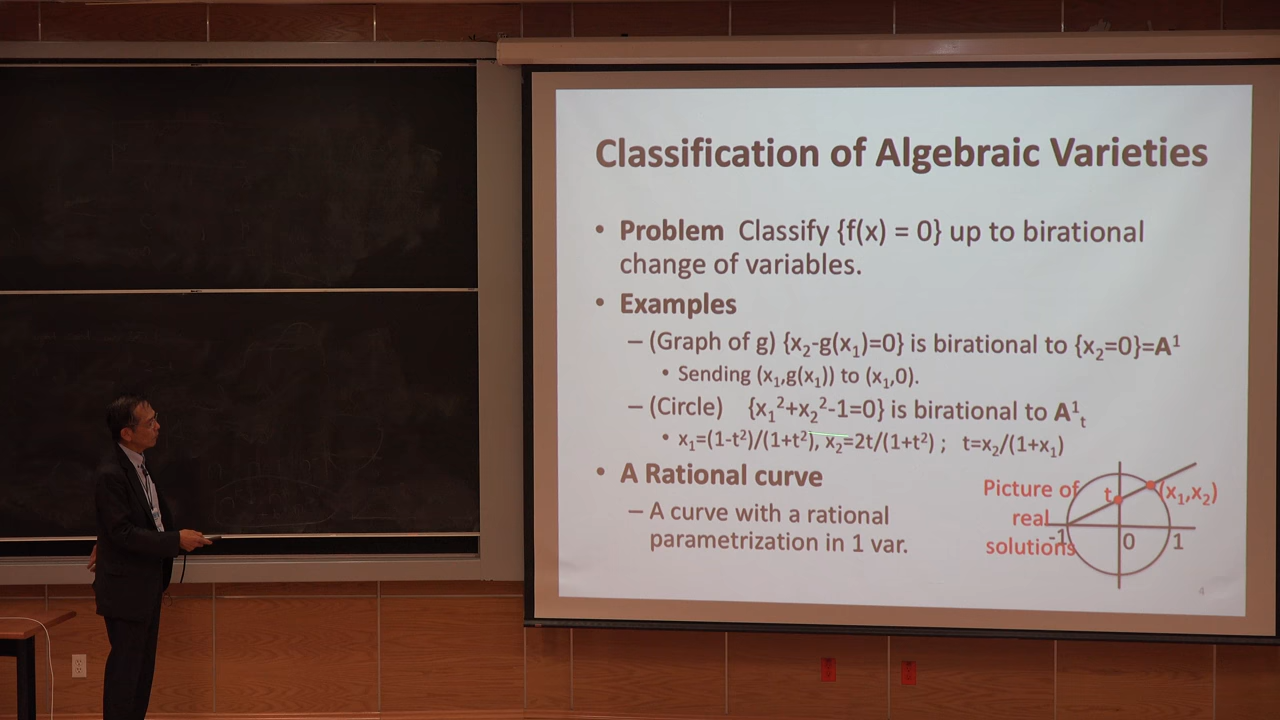 Classification of Algebraic Varieties
• Problem Classify {f(x) = 0} up to birational
change of variables.
• Examples
– (Graph of g) {x₂-g(x₁)=0} is birational to {x₂=0}=A¹
• Sending (x₁,g(x₁)) to (x₁,0).
– (Circle) {x₁²+x₂²-1=0} is birational to A¹ₜ
• x₁=(1-t²)/(1+t²), x₂=2t/(1+t²) ; t=x₂/(1+x₁)
• A Rational curve
– A curve with a rational
parametrization in 1 var.
Picture of
real
solutions
t
(x₁,x₂)
-1
0
1
4